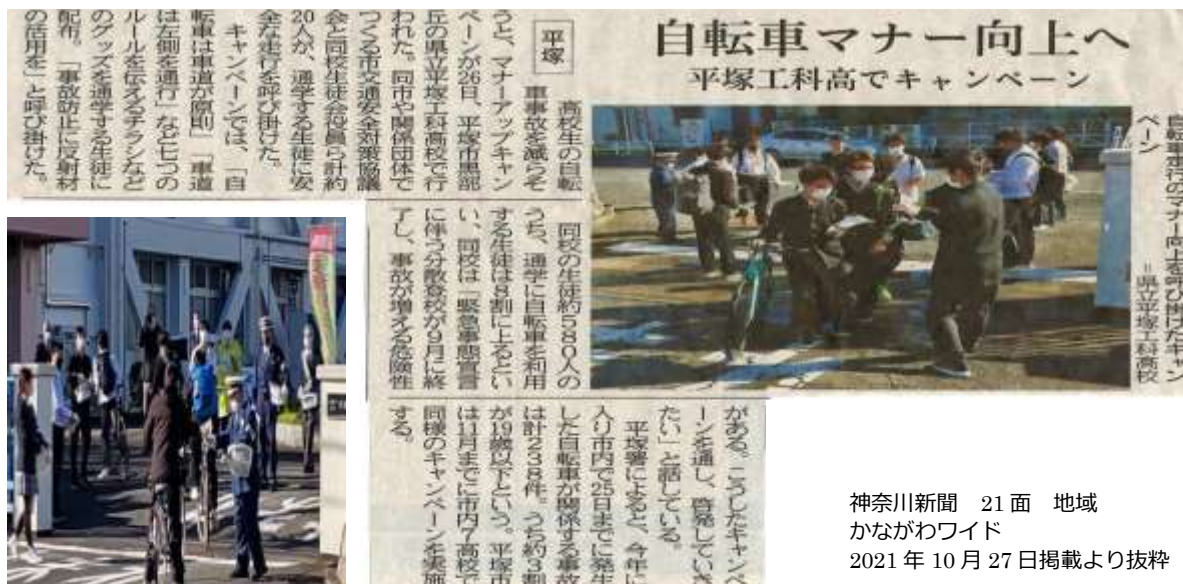 自転車マナー向上へ
平塚工科高でキャンペーン
平塚
高校生の自転
車事故を減らそ
うと、マナーアップキャン
ペーンが26日、平塚市黒部
丘の県立平塚工科高校で行
われた。同市や関係団体で
つくる市交通安全対策協議
会と同校生徒会役員ら計約
20人が、通学する生徒に安
全な走行を呼び掛けた。
キャンペーンでは、「自
転車は車道が原則」「車道
は左側を通行」など七つの
ルールを伝えるチラシなど
のグッズを通学する生徒に
配布。「事故防止に反射材
の活用を」と呼び掛けた。
同校の生徒約580人の
うち、通学に自転車を利用
する生徒は8割に上るとい
い、同校は「緊急事態宣言
に伴う分散登校が9月に終
了し、事故が増える危険性
がある。こうしたキャンペ
ーンを通し、啓発していき
たい」と話している。
平塚署によると、今年に
入り市内で25日までに発生
した自転車が関係する事故
は計238件。うち約3割
が19歳以下という。平塚市
は11月までに市内7高校で
同様のキャンペーンを実施
する。
自転車走行のマナー向上を呼び掛けたキャン
ペーン
＝県立平塚工科高校
神奈川新聞　21面　地域
かながわワイド
2021年10月27日掲載より抜粋